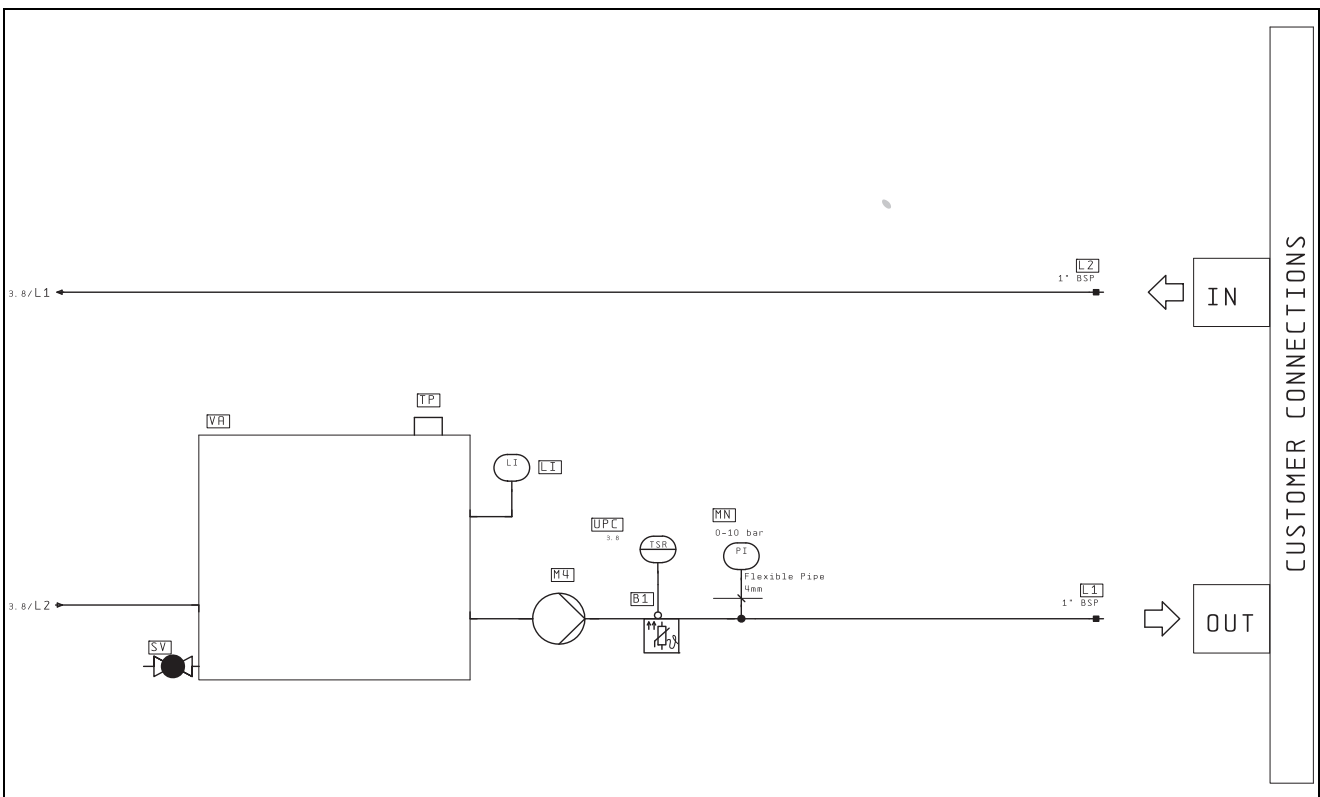 L2
1" BSP
3.8/L1
IN
CUSTOMER CONNECTIONS
TP
VA
LI
LI
MN
0-10 bar
UPC
3.8
TSR
PI
M4
Flexible Pipe
4mm
B1
L1
1" BSP
3.8/L2
OUT
SV